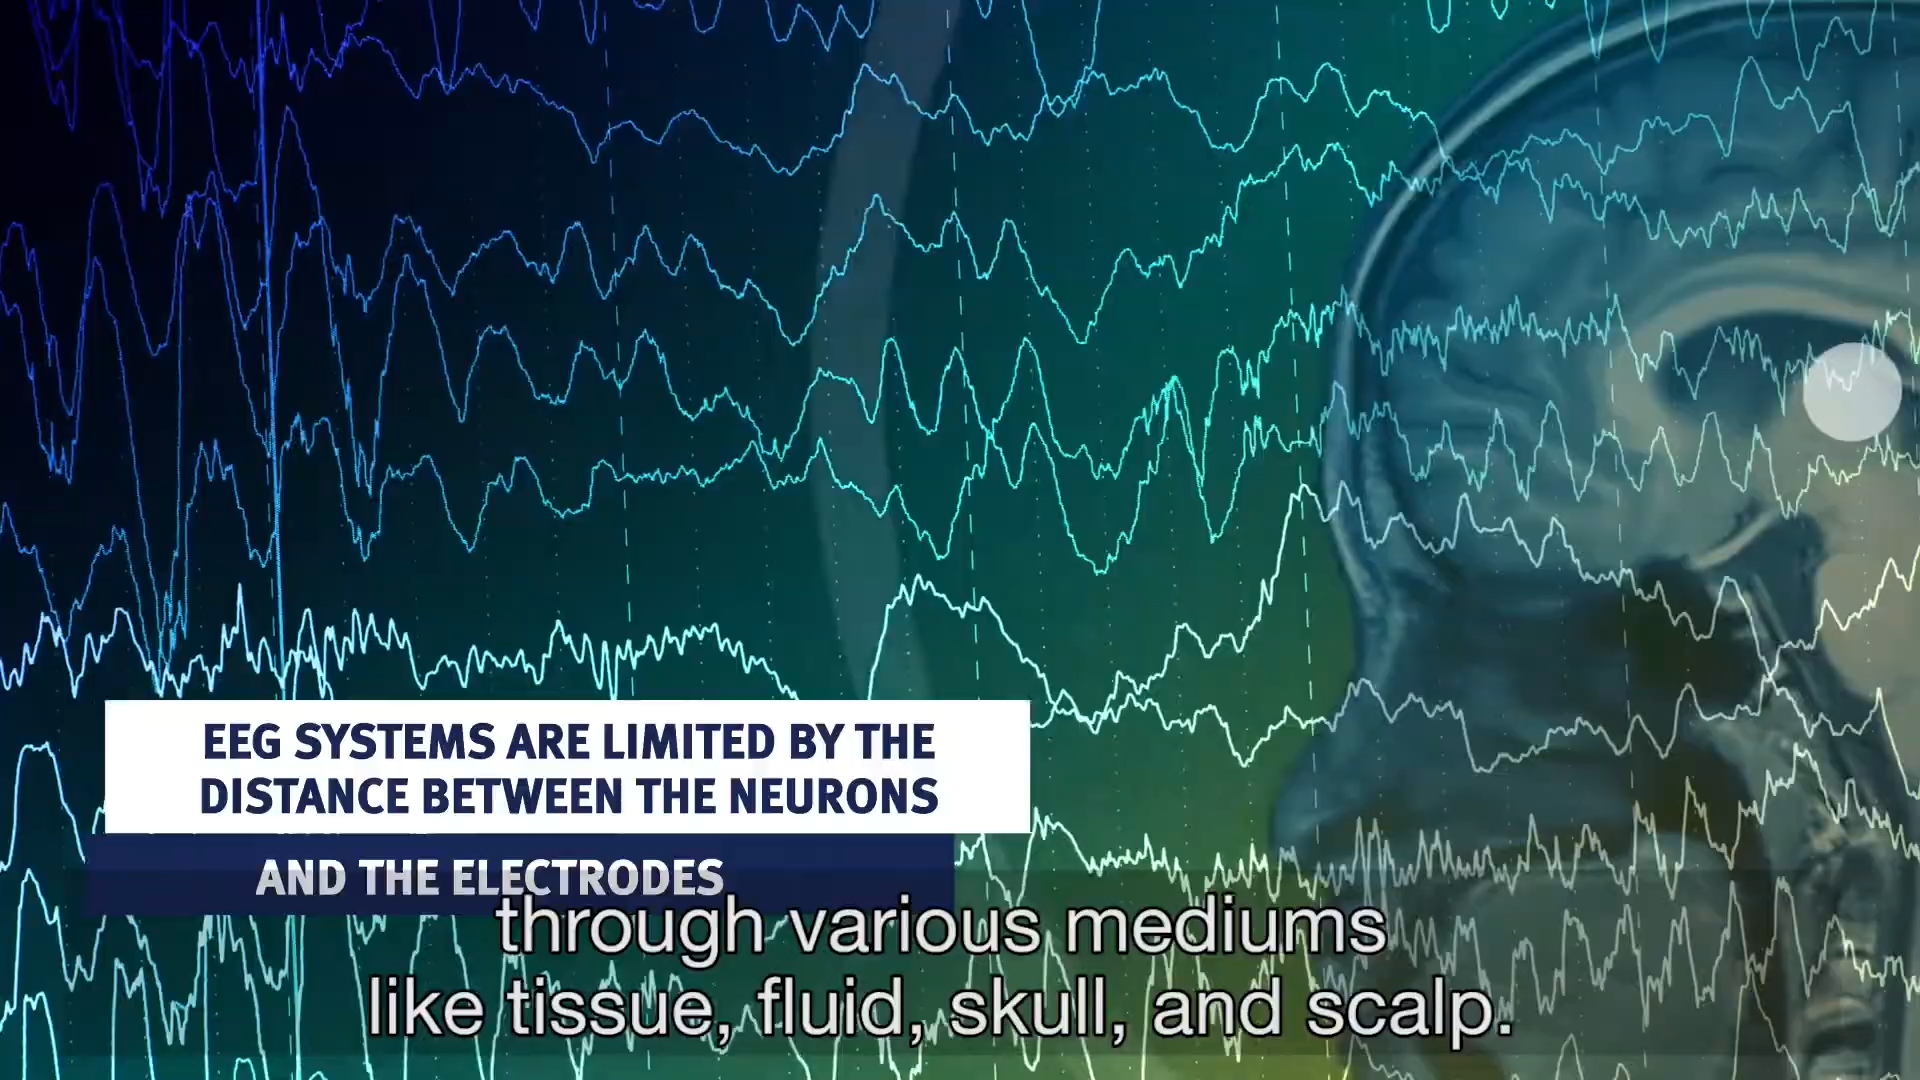 EEG SYSTEMS ARE LIMITED BY THE
DISTANCE BETWEEN THE NEURONS
AND THE ELECTRODES
through various mediums
like tissue, fluid, skull, and scalp.